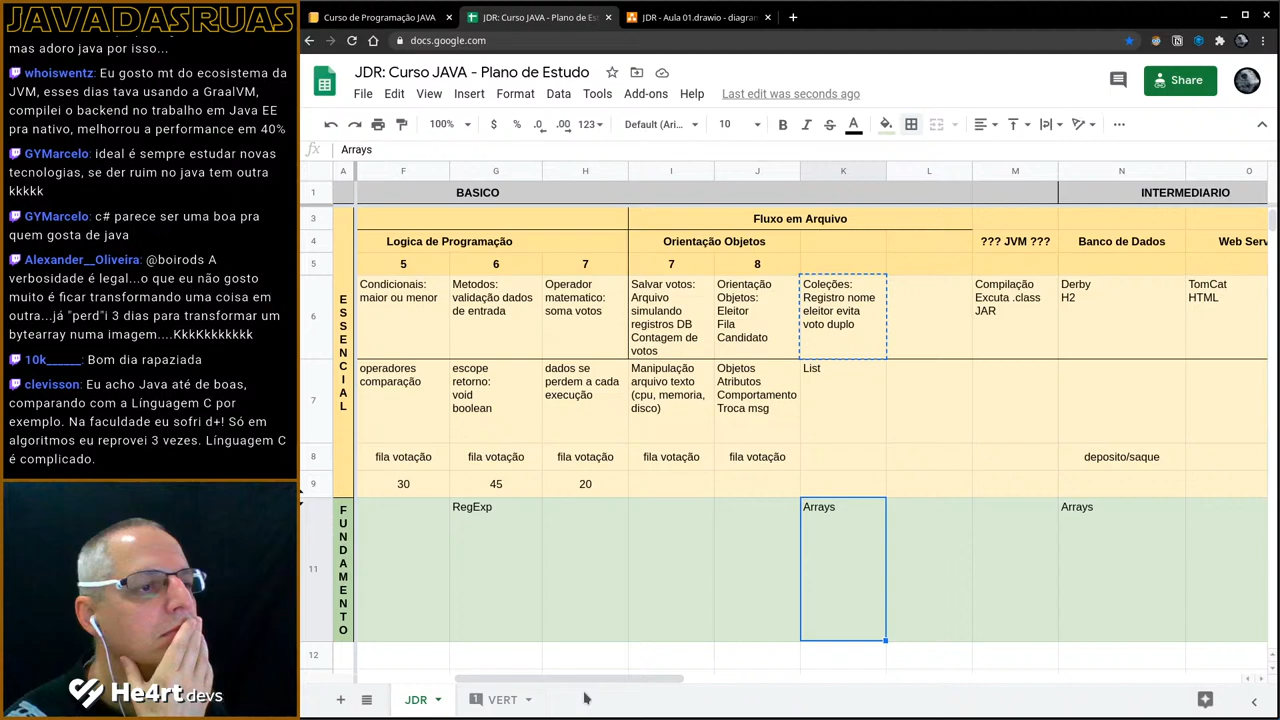 JAVADASRUAS
mas adoro java por isso...
whoiswentz: Eu gosto mt do ecosistema da
JVM, esses dias tava usando a GraalVM,
compilei o backend no trabalho em Java EE
pra nativo, melhorrou a performance em 40%
GYMarcelo: ideal é sempre estudar novas
tecnologias, se der ruim no java tem outra
kkkkk
GYMarcelo: c# parece ser uma boa pra
quem gosta de java
Alexander__Oliveira: @boirods A
verbosidade é legal...o que eu não gosto
muito é ficar transformando uma coisa em
outra...já "perd"i 3 dias para transformar um
bytearray numa imagem....KkkKkkkkkkk
10k______: Bom dia rapaziada
clevisson: Eu acho Java até de boas,
comparando com a Línguagem C por
exemplo. Na faculdade eu sofri d+! Só em
algoritmos eu reprovei 3 vezes. Línguagem C
é complicado.
He4rt devs
Curso de Programação JAVA
JDR: Curso JAVA - Plano de Est
JDR - Aula 01.drawio - diagram
docs.google.com
JDR: Curso JAVA - Plano de Estudo
File Edit View Insert Format Data Tools Add-ons Help Last edit was seconds ago
Share
100% $ % .0 .00 123 Default (Ari... 10 B I S A
fx Arrays
A F G H I J K L M N O
1 BASICO INTERMEDIARIO
3 Fluxo em Arquivo
4 Logica de Programação Orientação Objetos ??? JVM ??? Banco de Dados Web Serv
5 5 6 7 7 8
6
ESSENCIAL
Condicionais:
maior ou menor
Metodos:
validação dados
de entrada
Operador
matematico:
soma votos
Salvar votos:
Arquivo
simulando
registros DB
Contagem de
votos
Orientação
Objetos:
Eleitor
Fila
Candidato
Coleções:
Registro nome
eleitor evita
voto duplo
Compilação
Excuta .class
JAR
Derby
H2
TomCat
HTML
7
operadores
comparação
escope
retorno:
void
boolean
dados se
perdem a cada
execução
Manipulação
arquivo texto
(cpu, memoria,
disco)
Objetos
Atributos
Comportamento
Troca msg
List
8 fila votação fila votação fila votação fila votação fila votação deposito/saque
9 30 45 20
11
FUNDAMENTO
RegExp Arrays Arrays
12
JDR 1 VERT